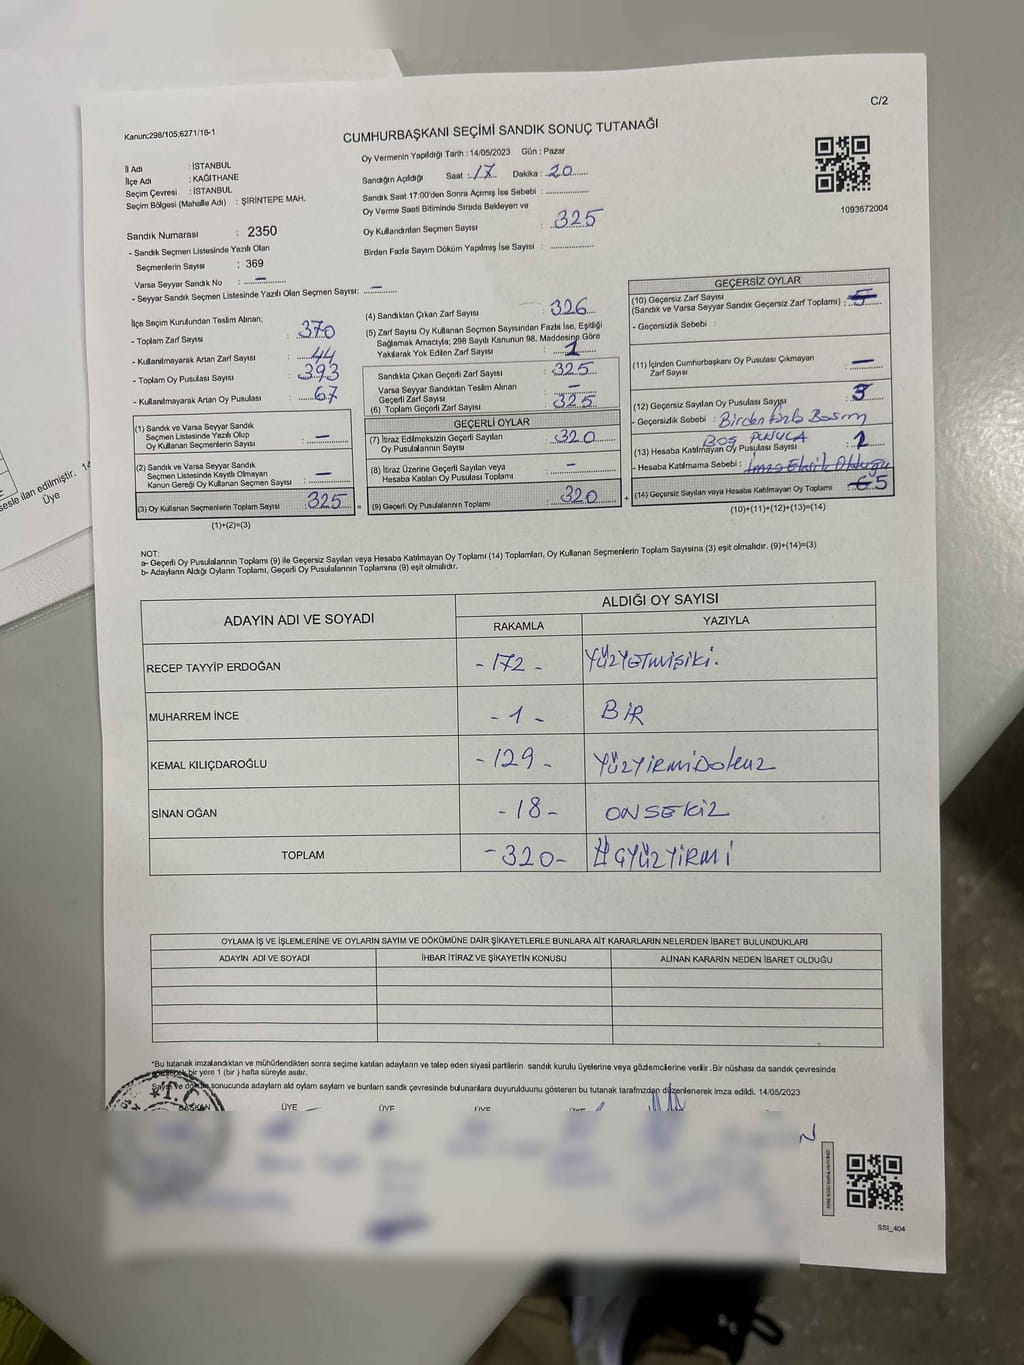 C/2
Kanun;298/105;6271/16-1
CUMHURBAŞKANI SEÇİMİ SANDIK SONUÇ TUTANAĞI
İl Adı : İSTANBUL
İlçe Adı : KAĞITHANE
Seçim Çevresi : İSTANBUL
Seçim Bölgesi (Mahalle Adı) : ŞİRİNTEPE MAH.
Oy Vermenin Yapıldığı Tarih : 14/05/2023 Gün : Pazar
Sandığın Açıldığı Saat : 17 Dakika : 20
Sandık Saat 17:00'den Sonra Açımış İse Sebebi :
Oy Verme Saati Bitiminde Sırada Bekleyen ve
Oy Kullandırılan Seçmen Sayısı : 325
Birden Fazla Sayım Döküm Yapılmış İse Sayısı :
1093672004
Sandık Numarası : 2350
- Sandık Seçmen Listesinde Yazılı Olan
Seçmenlerin Sayısı : 369
Varsa Seyyar Sandık No : —
- Seyyar Sandık Seçmen Listesinde Yazılı Olan Seçmen Sayısı : —
İlçe Seçim Kurulundan Teslim Alınan;
- Toplam Zarf Sayısı : 370
- Kullanılmayarak Artan Zarf Sayısı : 44
- Toplam Oy Pusulası Sayısı : 393
- Kullanılmayarak Artan Oy Pusulası : 67
(1) Sandık ve Varsa Seyyar Sandık
Seçmen Listesinde Yazılı Olup
Oy Kullanan Seçmenlerin Sayısı : —
(2) Sandık ve Varsa Seyyar Sandık
Seçmen Listesinde Kayıtlı Olmayan
Kanun Gereği Oy Kullanan Seçmen Sayısı : —
(3) Oy Kullanan Seçmenlerin Toplam Sayısı : 325
(1)+(2)=(3)
(4) Sandıktan Çıkan Zarf Sayısı : 326
(5) Zarf Sayısı Oy Kullanan Seçmen Sayısından Fazla İse, Eşitliği
Sağlamak Amacıyla; 298 Sayılı Kanunun 98. Maddesine Göre
Yakılarak Yok Edilen Zarf Sayısı : 1
Sandıkta Çıkan Geçerli Zarf Sayısı : 325
Varsa Seyyar Sandıktan Teslim Alınan
Geçerli Zarf Sayısı : —
(6) Toplam Geçerli Zarf Sayısı : 325
GEÇERLİ OYLAR
(7) İtiraz Edilmeksizin Geçerli Sayılan
Oy Pusulalarının Sayısı : 320
(8) İtiraz Üzerine Geçerli Sayılan veya
Hesaba Katılan Oy Pusulası Toplamı : —
(9) Geçerli Oy Pusulalarının Toplamı : 320
GEÇERSİZ OYLAR
(10) Geçersiz Zarf Sayısı
(Sandık ve Varsa Seyyar Sandık Geçersiz Zarf Toplamı) : 5
- Geçersizlik Sebebi :
(11) İçinden Cumhurbaşkanı Oy Pusulası Çıkmayan
Zarf Sayısı : —
(12) Geçersiz Sayılan Oy Pusulası Sayısı : 3
- Geçersizlik Sebebi : Birden fazla Basım
BOŞ PUSULA
(13) Hesaba Katılmayan Oy Pusulası Sayısı : 2
- Hesaba Katılmama Sebebi : İmza Eksik Olduğu
(14) Geçersiz Sayılan veya Hesaba Katılmayan Oy Toplamı : 5
(10)+(11)+(12)+(13)=(14)
NOT:
a- Geçerli Oy Pusulalarının Toplamı (9) ile Geçersiz Sayılan veya Hesaba Katılmayan Oy Toplamı (14) Toplamları, Oy Kullanan Seçmenlerin Toplam Sayısına (3) eşit olmalıdır. (9)+(14)=(3)
b- Adayların Aldığı Oyların Toplamı, Geçerli Oy Pusulalarının Toplamına (9) eşit olmalıdır.
ADAYIN ADI VE SOYADI
ALDIĞI OY SAYISI
RAKAMLA YAZIYLA
RECEP TAYYİP ERDOĞAN -172- YÜZYETMİŞİKİ.
MUHARREM İNCE -1- BİR
KEMAL KILIÇDAROĞLU -129- YÜZYİRMİDOKUZ
SİNAN OĞAN -18- ONSEKİZ
TOPLAM -320- ÜÇYÜZYİRMİ
OYLAMA İŞ VE İŞLEMLERİNE VE OYLARIN SAYIM VE DÖKÜMÜNE DAİR ŞİKAYETLERLE BUNLARA AİT KARARLARIN NELERDEN İBARET BULUNDUKLARI
ADAYIN ADI VE SOYADI İHBAR İTİRAZ VE ŞİKAYETİN KONUSU ALINAN KARARIN NEDEN İBARET OLDUĞU
*Bu tutanak imzalandıktan ve mühürlendikten sonra seçime katılan adayların ve talep eden siyasi partilerin sandık kurulu üyelerine veya gözlemcilerine verilir. Bir nüshası da sandık çevresinde
bir yere 1 (bir) hafta süreyle asılır.
Sayım ve döküm sonucunda adayların aldığı oyların sayıların ve bunların sandık çevresinde bulunanlara duyurulduğunu gösteren bu tutanak tarafımızdan düzenlenerek imza edildi. 14/05/2023
BAŞKAN ÜYE ÜYE ÜYE
T.C.
SSI_404
sesle ilan edilmiştir. 14
Üye